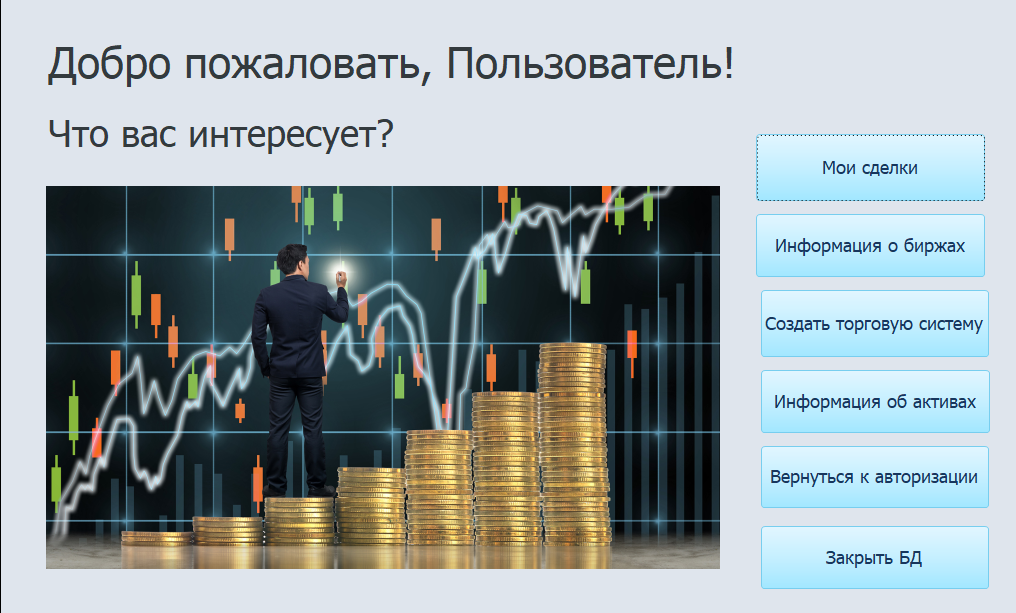 Добро пожаловать, Пользователь!
Что вас интересует?
Мои сделки
Информация о биржах
Создать торговую систему
Информация об активах
Вернуться к авторизации
Закрыть БД